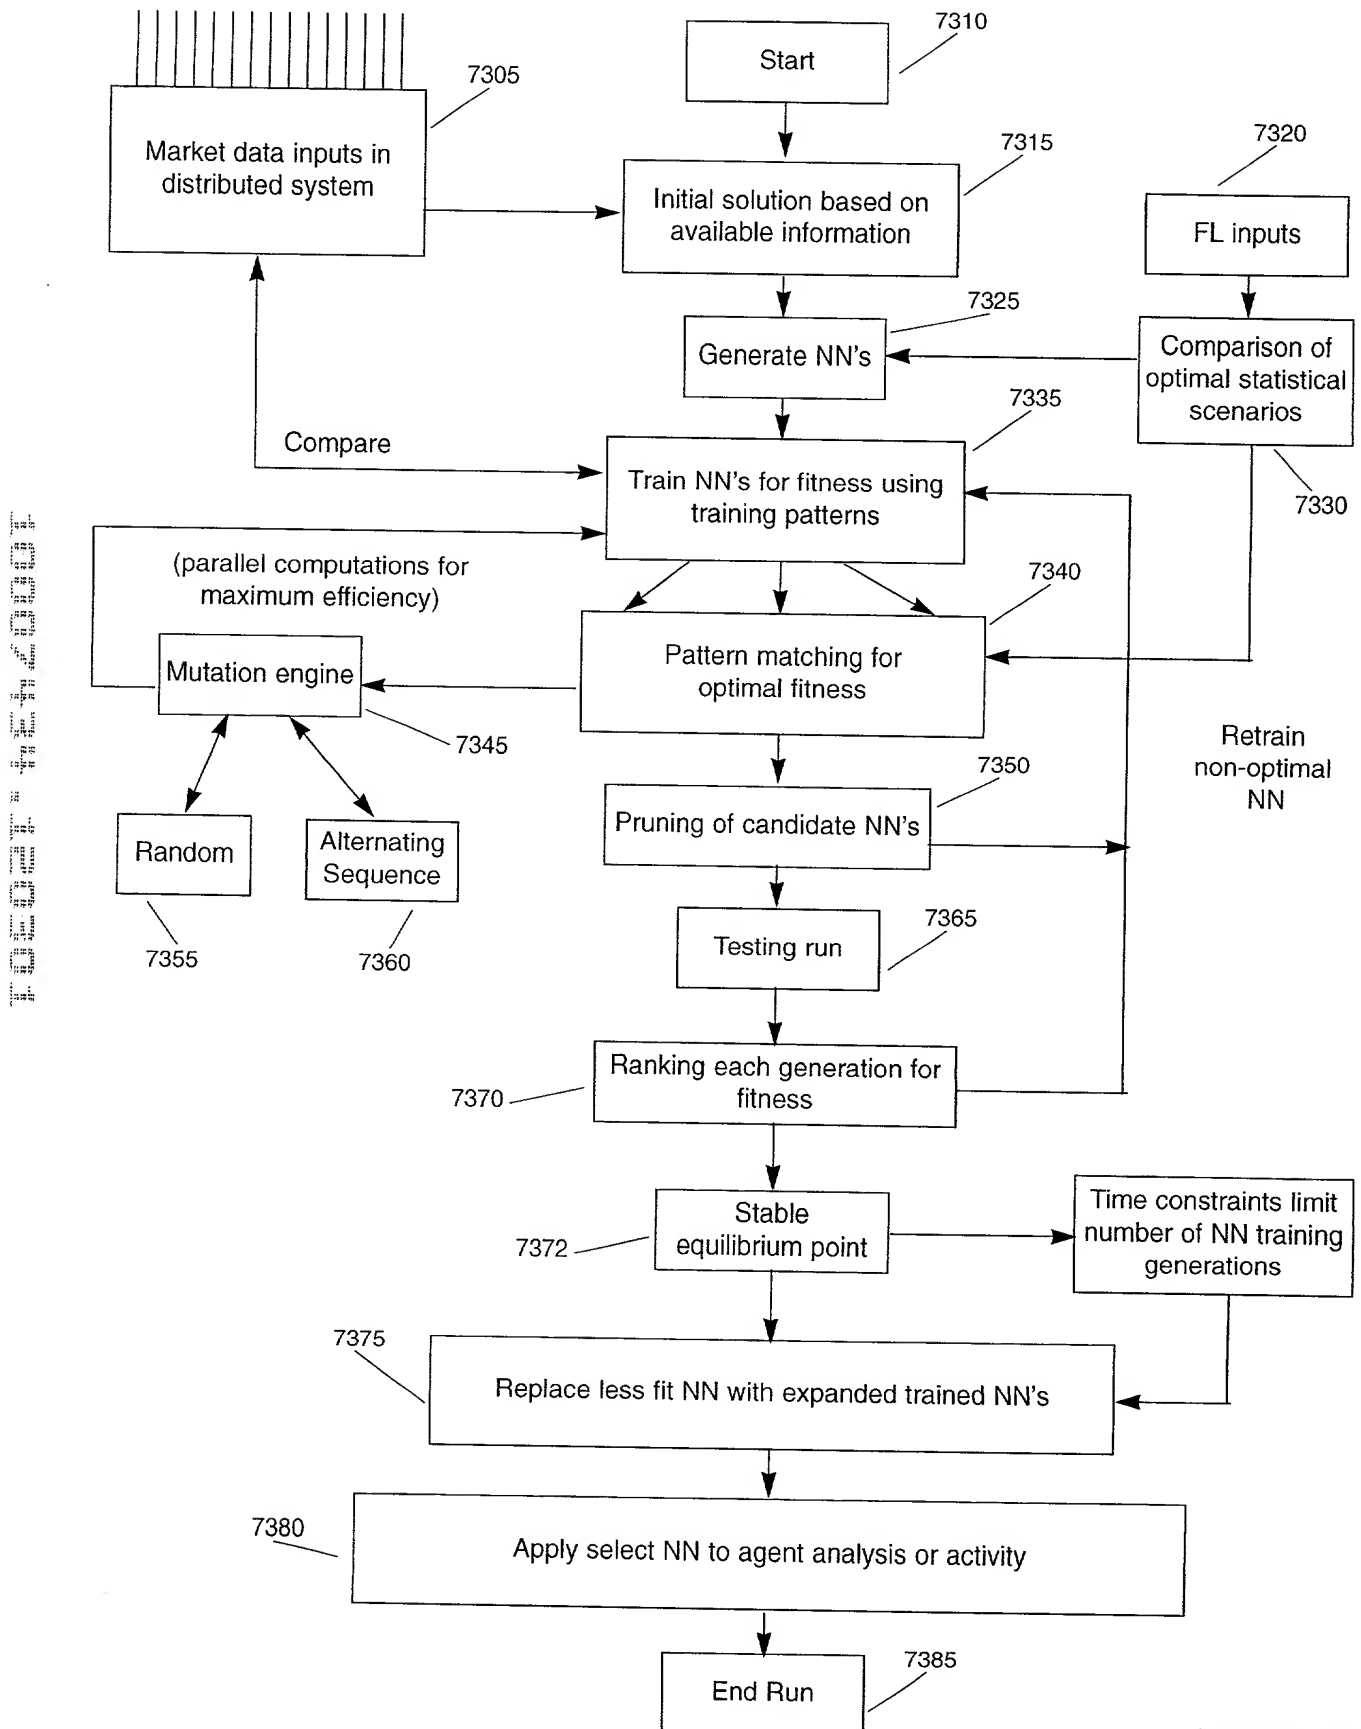 7310
Start
7305
Market data inputs in
distributed system
7315
Initial solution based on
available information
7320
FL inputs
7325
Generate NN's
Comparison of
optimal statistical
scenarios
7330
7335
Compare
Train NN's for fitness using
training patterns
(parallel computations for
maximum efficiency)
7340
Pattern matching for
optimal fitness
Mutation engine
7345
Retrain
non-optimal
NN
7350
Pruning of candidate NN's
Random
Alternating
Sequence
7355
7360
7365
Testing run
Ranking each generation for
fitness
7370
Stable
equilibrium point
7372
Time constraints limit
number of NN training
generations
7375
Replace less fit NN with expanded trained NN's
7380
Apply select NN to agent analysis or activity
7385
End Run